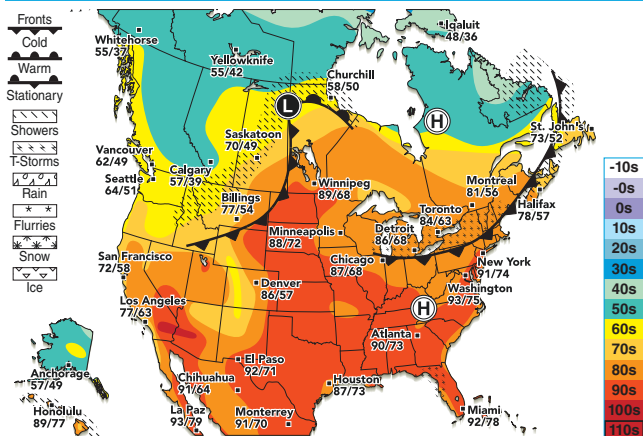 Fronts
Cold
Warm
Stationary
Showers
T-Storms
Rain
Flurries
Snow
Ice
Whitehorse
55/37
Yellowknife
55/42
Iqaluit
48/36
Churchill
58/50
L
H
St. John's
73/52
Saskatoon
70/49
Vancouver
62/49
Calgary
57/39
Seattle
64/51
Billings
77/54
Winnipeg
89/68
Montreal
81/56
Toronto
84/63
Halifax
78/57
Minneapolis
88/72
Detroit
86/68
Chicago
87/68
New York
91/74
San Francisco
72/58
Denver
86/57
Washington
93/75
Los Angeles
77/63
H
Atlanta
90/73
El Paso
92/71
Chihuahua
91/64
Houston
87/73
Anchorage
57/49
Honolulu
89/77
La Paz
93/79
Monterrey
91/70
Miami
92/78
-10s
-0s
0s
10s
20s
30s
40s
50s
60s
70s
80s
90s
100s
110s